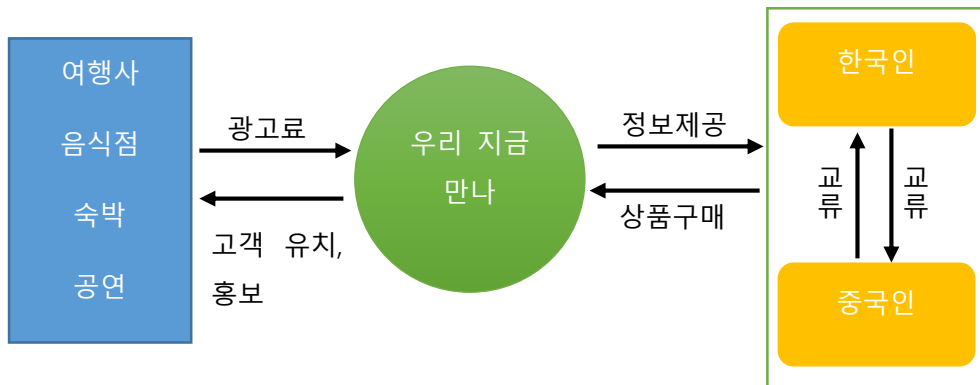 여행사
음식점
숙박
공연
광고료
고객 유치,
홍보
우리 지금
만나
정보제공
상품구매
한국인
교류
교류
중국인